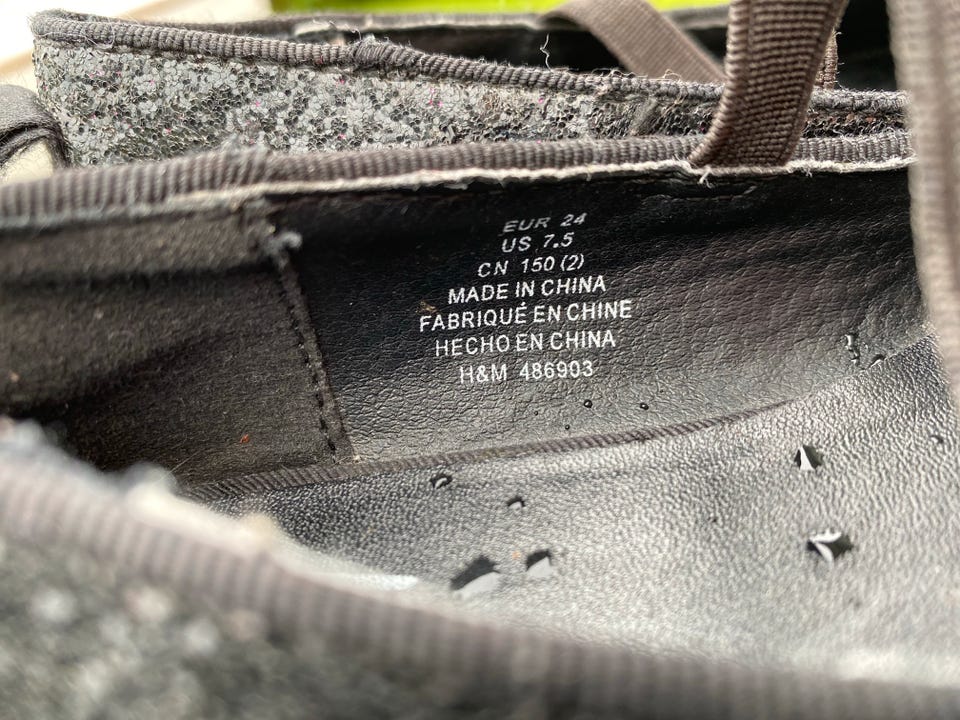 EUR 24
US 7.5
CN 150 (2)
MADE IN CHINA
FABRIQUÉ EN CHINE
HECHO EN CHINA
H&M 486903